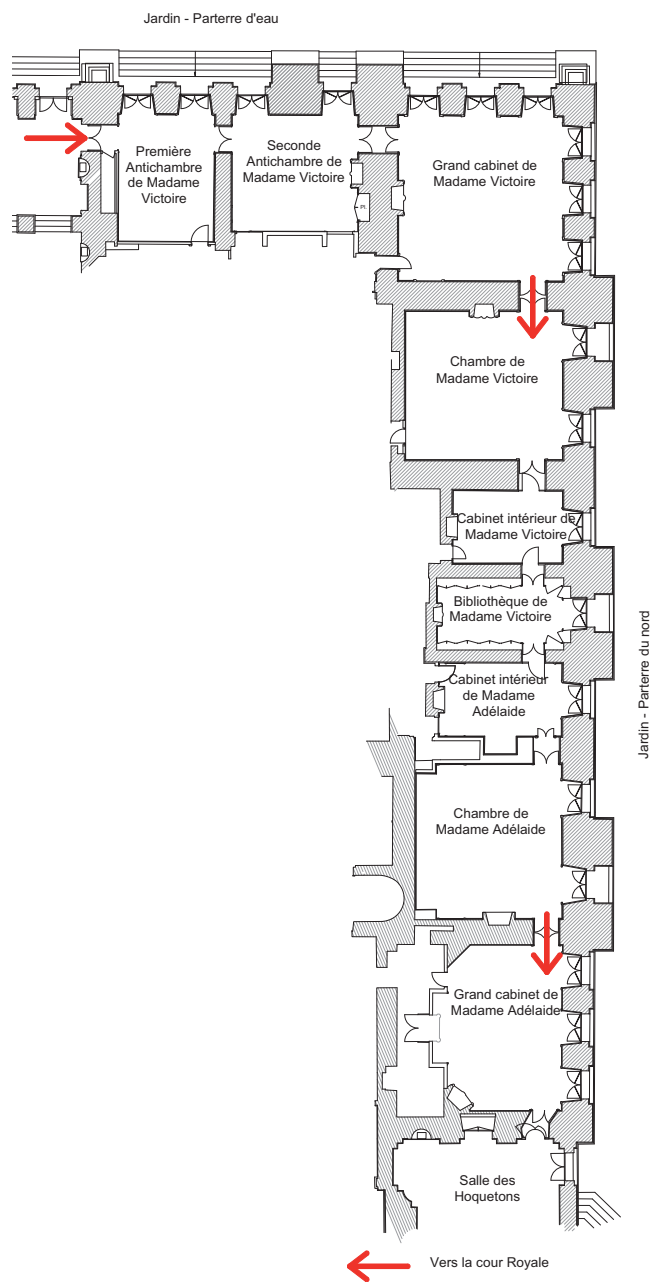 Jardin - Parterre d'eau
Première
Antichambre
de Madame
Victoire
Seconde
Antichambre de
Madame Victoire
Grand cabinet de
Madame Victoire
Chambre de
Madame Victoire
Cabinet intérieur de
Madame Victoire
Bibliothèque de
Madame Victoire
Cabinet intérieur
de Madame
Adélaide
Jardin - Parterre du nord
Chambre de
Madame Adélaide
Grand cabinet de
Madame Adélaide
Salle des
Hoquetons
Vers la cour Royale